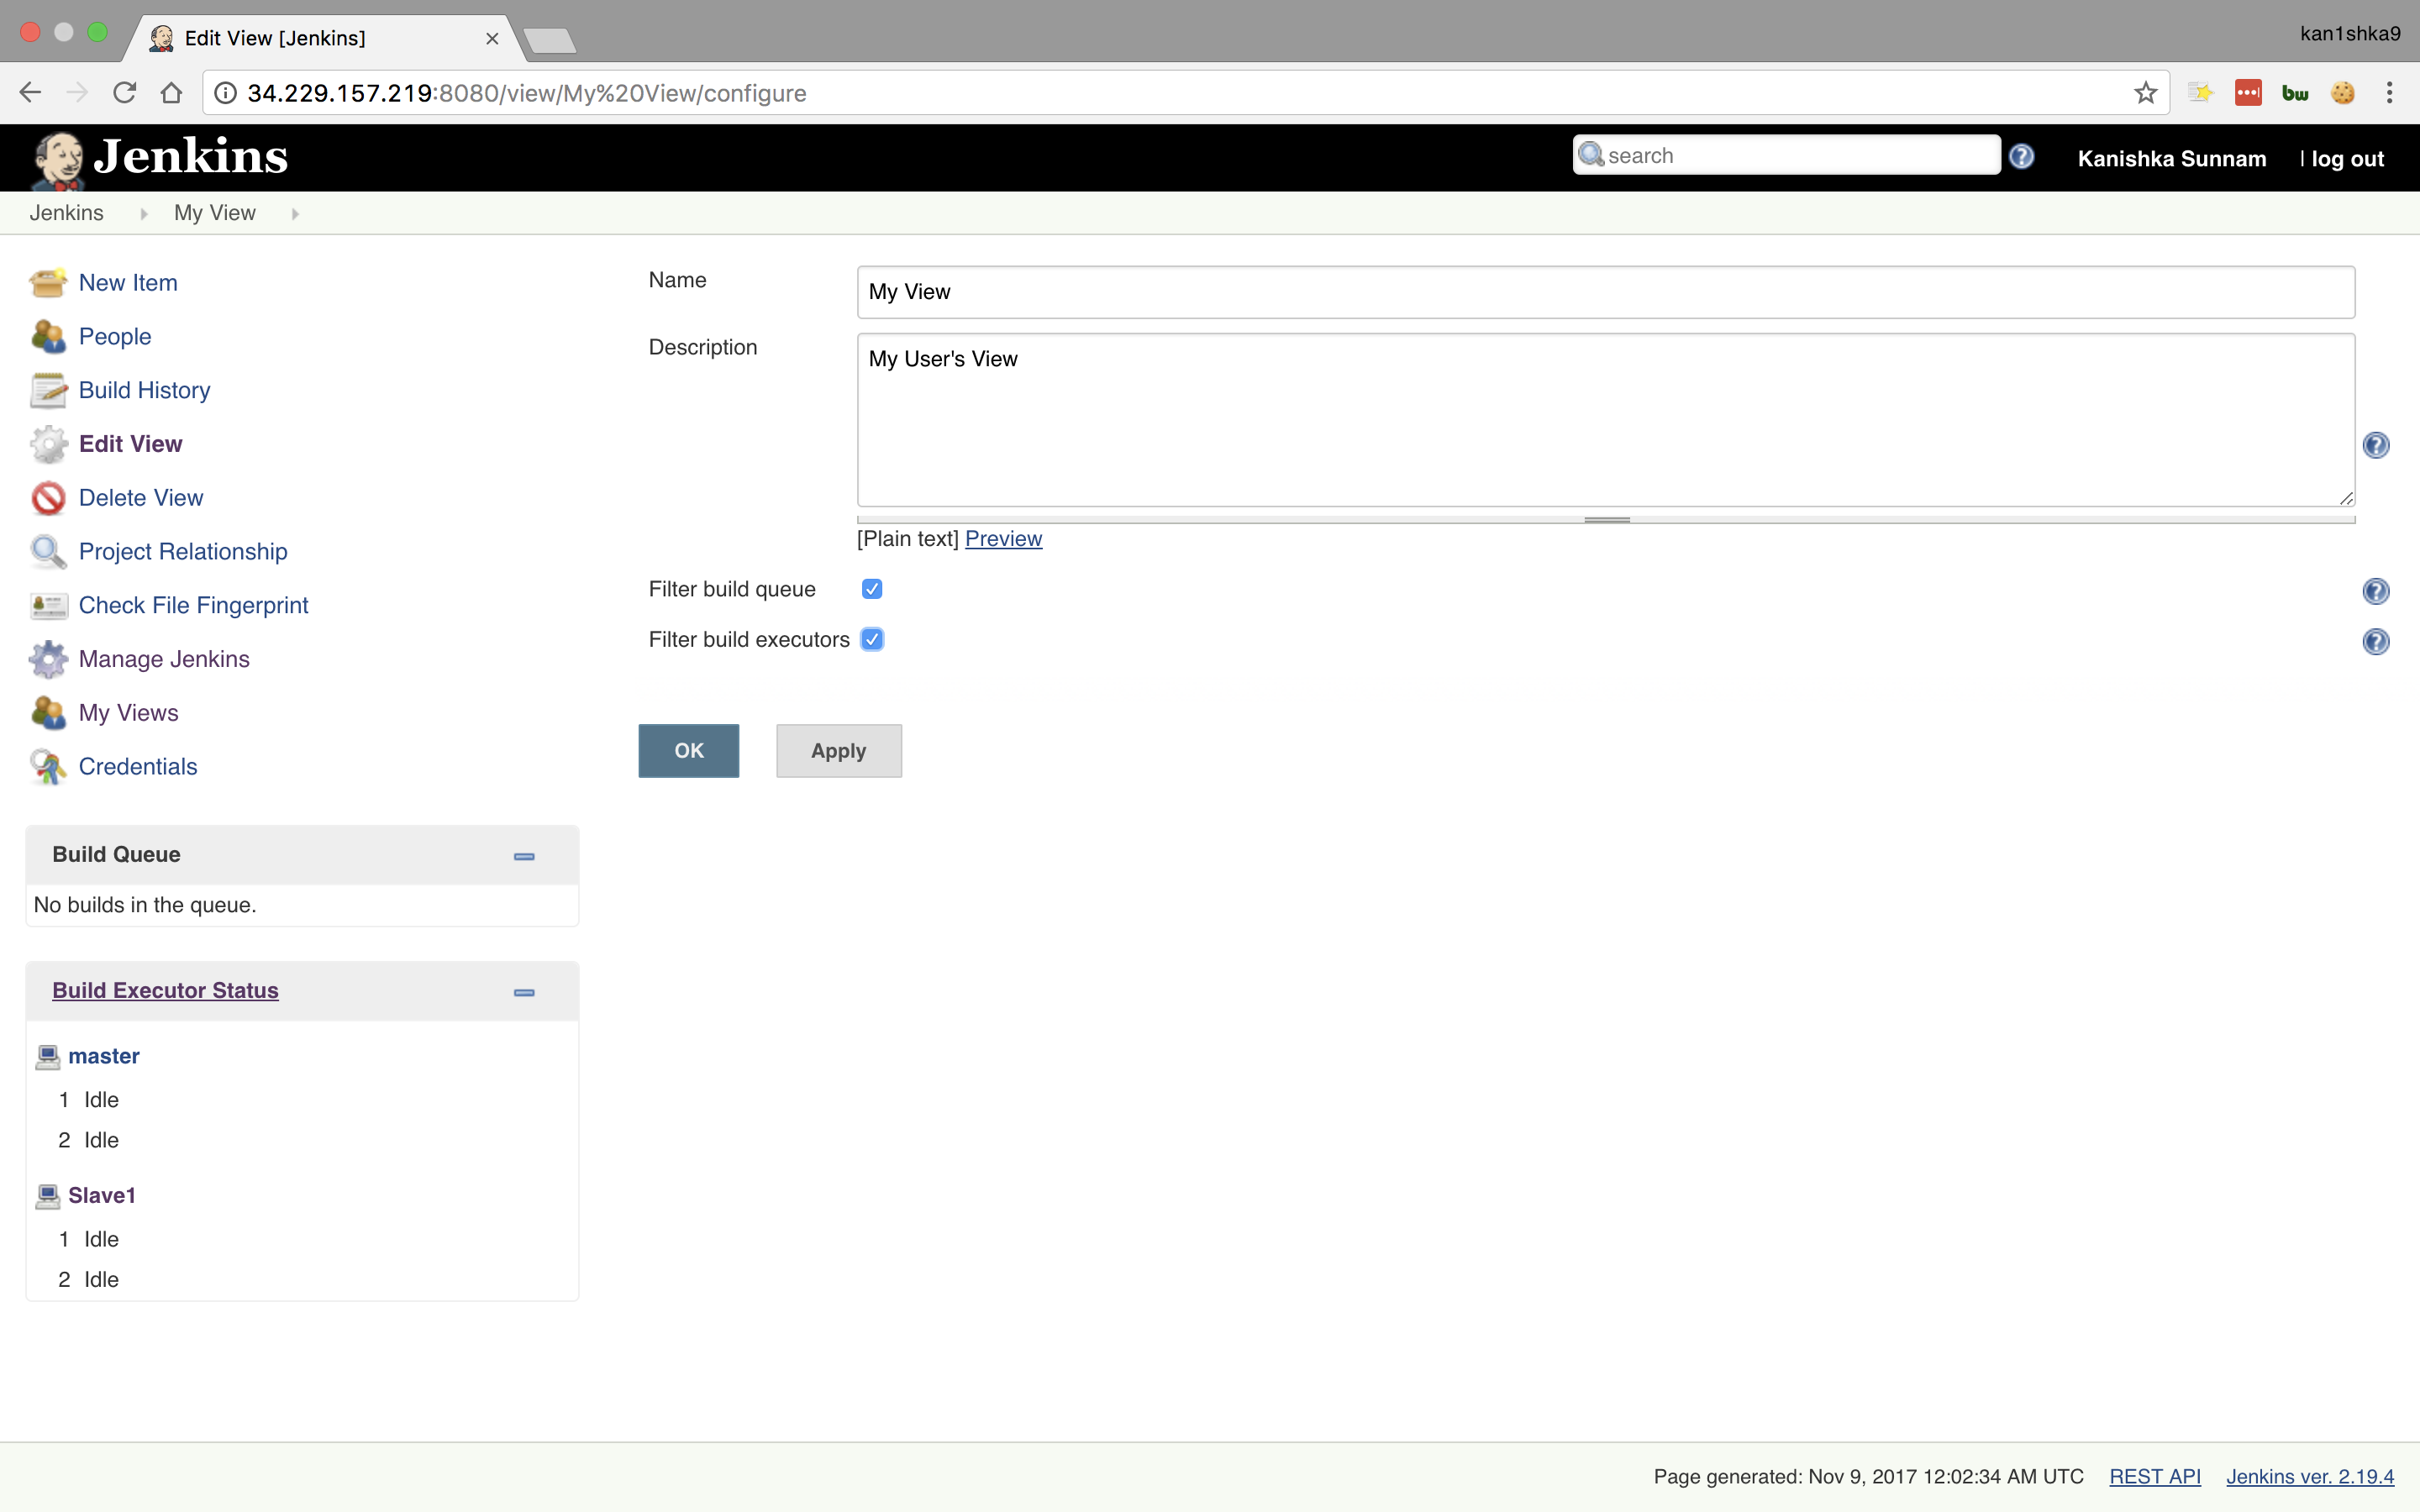 Edit View [Jenkins]
kan1shka9
34.229.157.219:8080/view/My%20View/configure
bw
Jenkins
search
Kanishka Sunnam | log out
Jenkins My View
New Item
People
Build History
Edit View
Delete View
Project Relationship
Check File Fingerprint
Manage Jenkins
My Views
Credentials
Build Queue
No builds in the queue.
Build Executor Status
master
1 Idle
2 Idle
Slave1
1 Idle
2 Idle
Name
My View
Description
My User's View
[Plain text] Preview
Filter build queue
Filter build executors
OK Apply
Page generated: Nov 9, 2017 12:02:34 AM UTC REST API Jenkins ver. 2.19.4